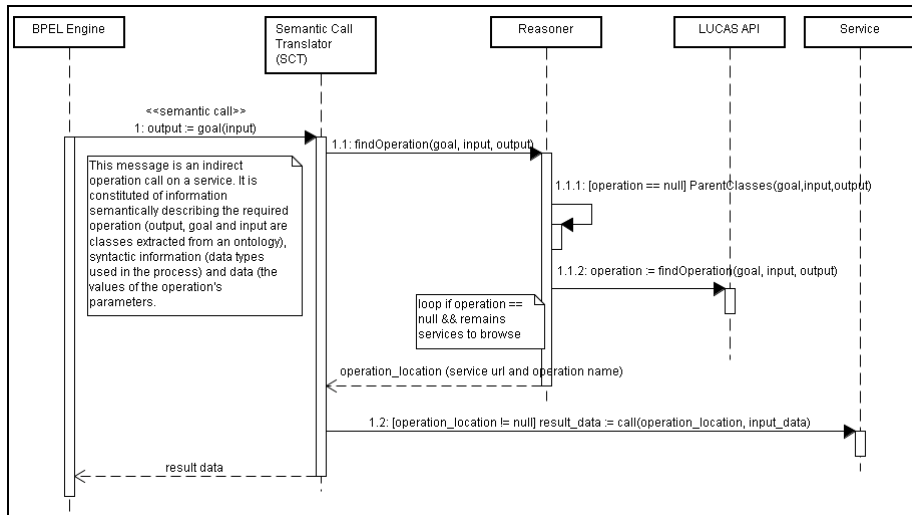 BPEL Engine
Semantic Call
Translator
(SCT)
Reasoner
LUCAS API
Service
<<semantic call>>
1: output := goal(input)
1.1: findOperation(goal, input, output)
This message is an indirect
operation call on a service. It is
constituted of information
semantically describing the required
operation (output, goal and input are
classes extracted from an ontology),
syntactic information (data types
used in the process) and data (the
values of the operation's
parameters.
1.1.1: [operation == null] ParentClasses(goal,input,output)
1.1.2: operation := findOperation(goal, input, output)
loop if operation ==
null && remains
services to browse
operation_location (service url and operation name)
1.2: [operation_location != null] result_data := call(operation_location, input_data)
result data